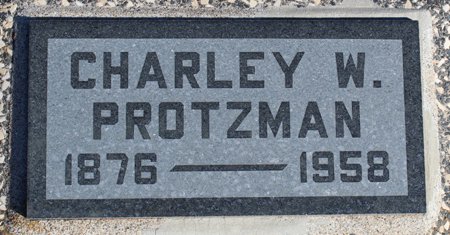 CHARLEY W.
PROTZMAN
1876 — 1958